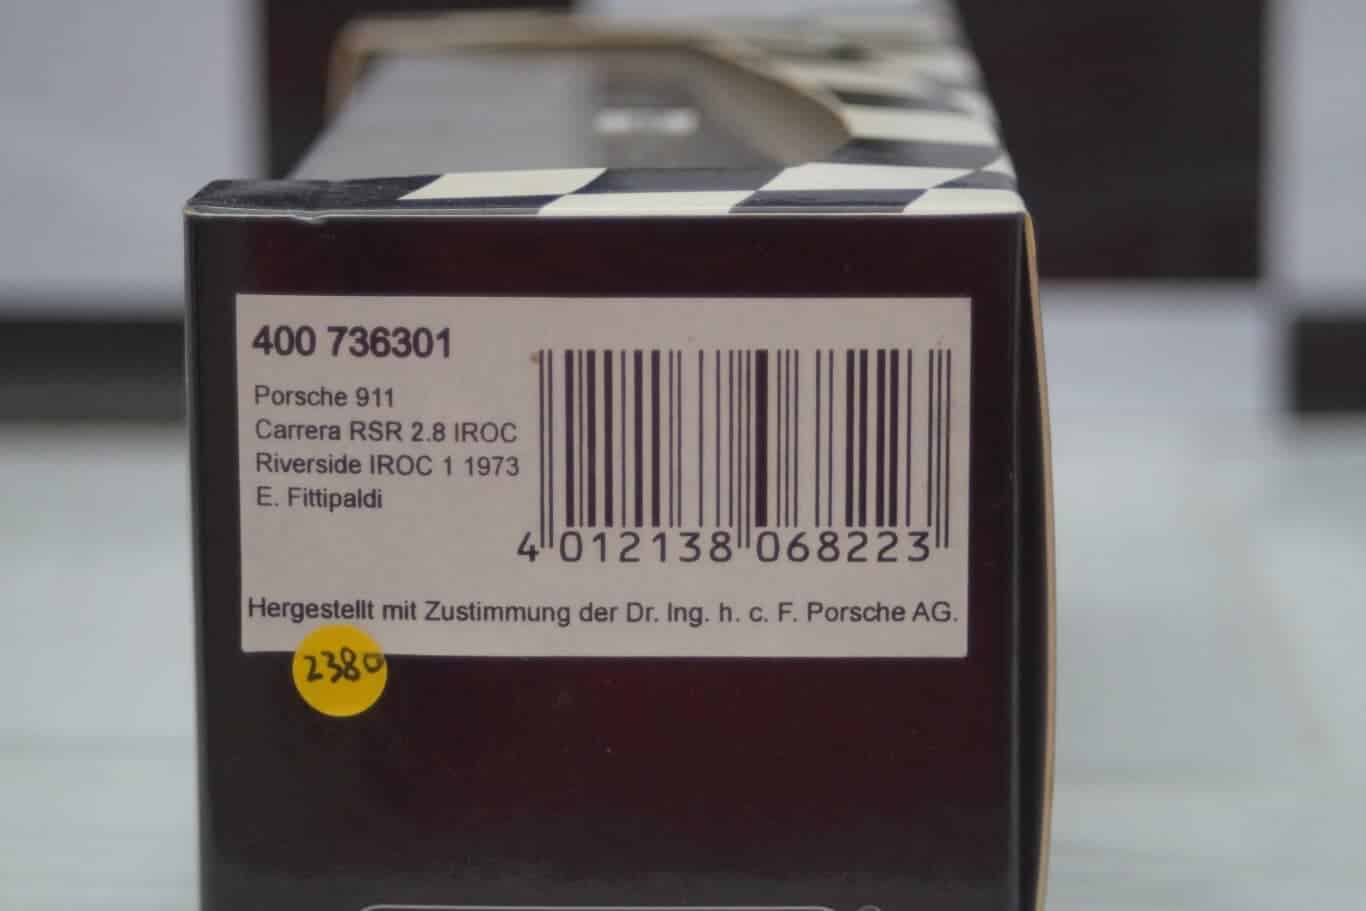 400 736301
Porsche 911
Carrera RSR 2.8 IROC
Riverside IROC 1 1973
E. Fittipaldi
4 012138 068223
Hergestellt mit Zustimmung der Dr. Ing. h. c. F. Porsche AG.
2380